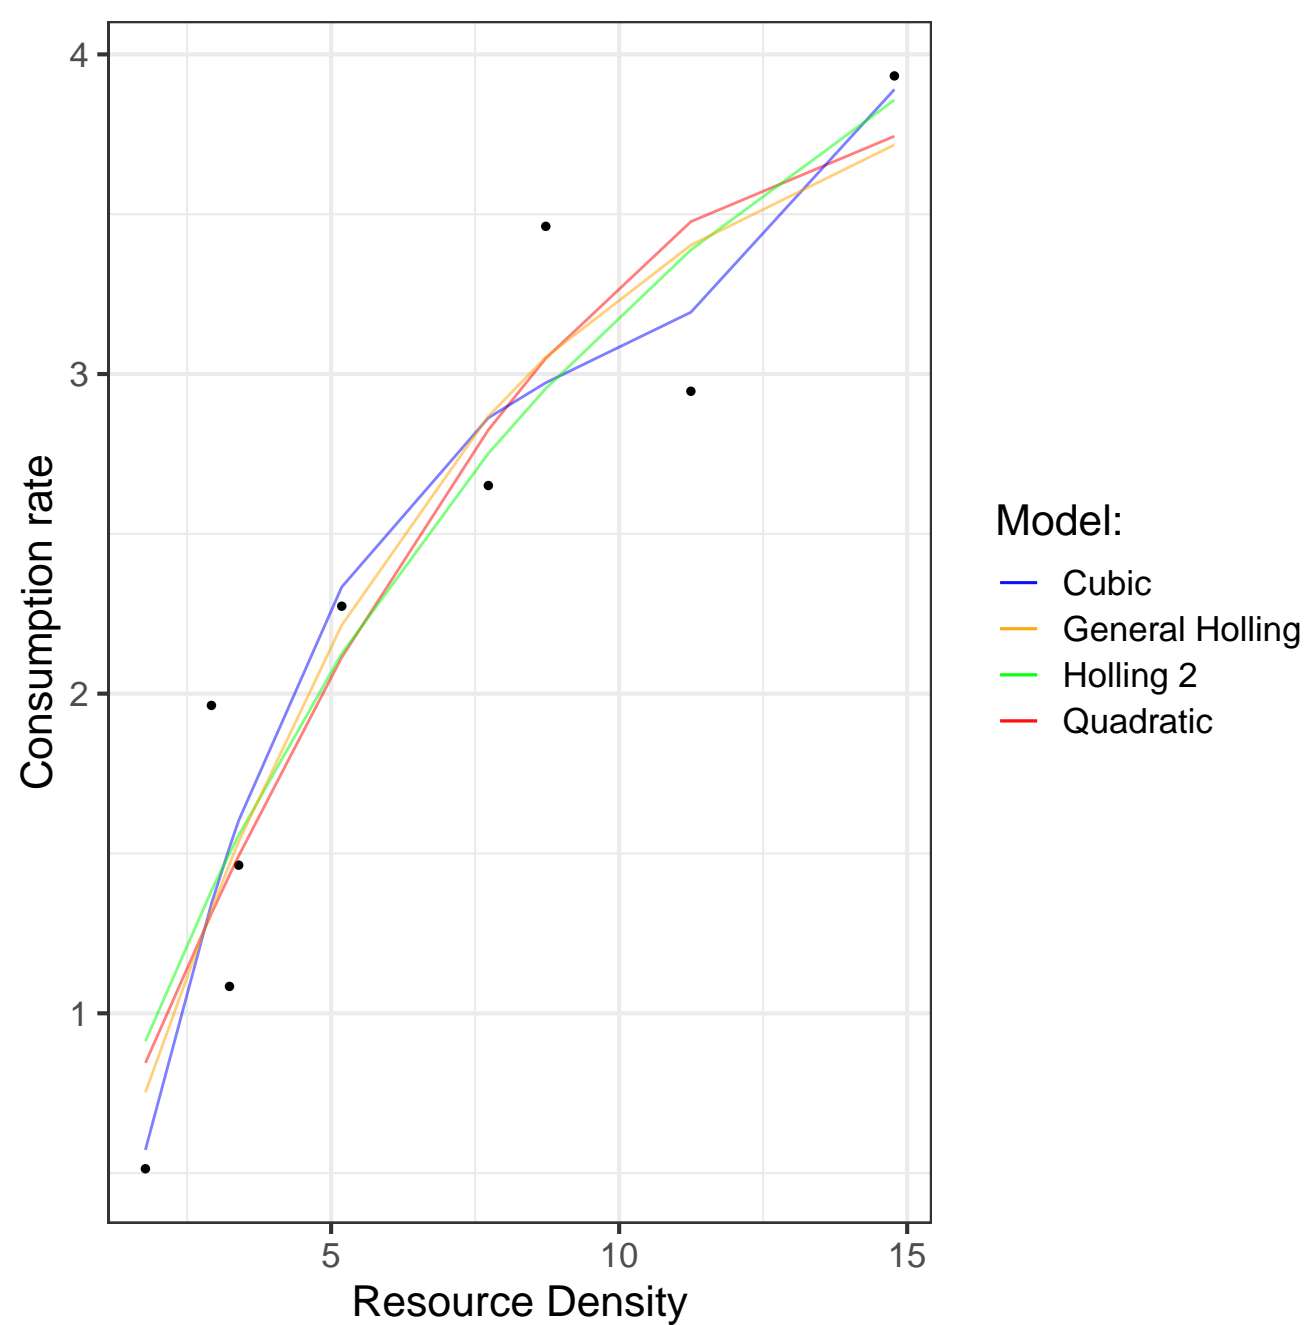 4
3
2
1
5
10
15
Consumption rate
Resource Density
Model:
Cubic
General Holling
Holling 2
Quadratic